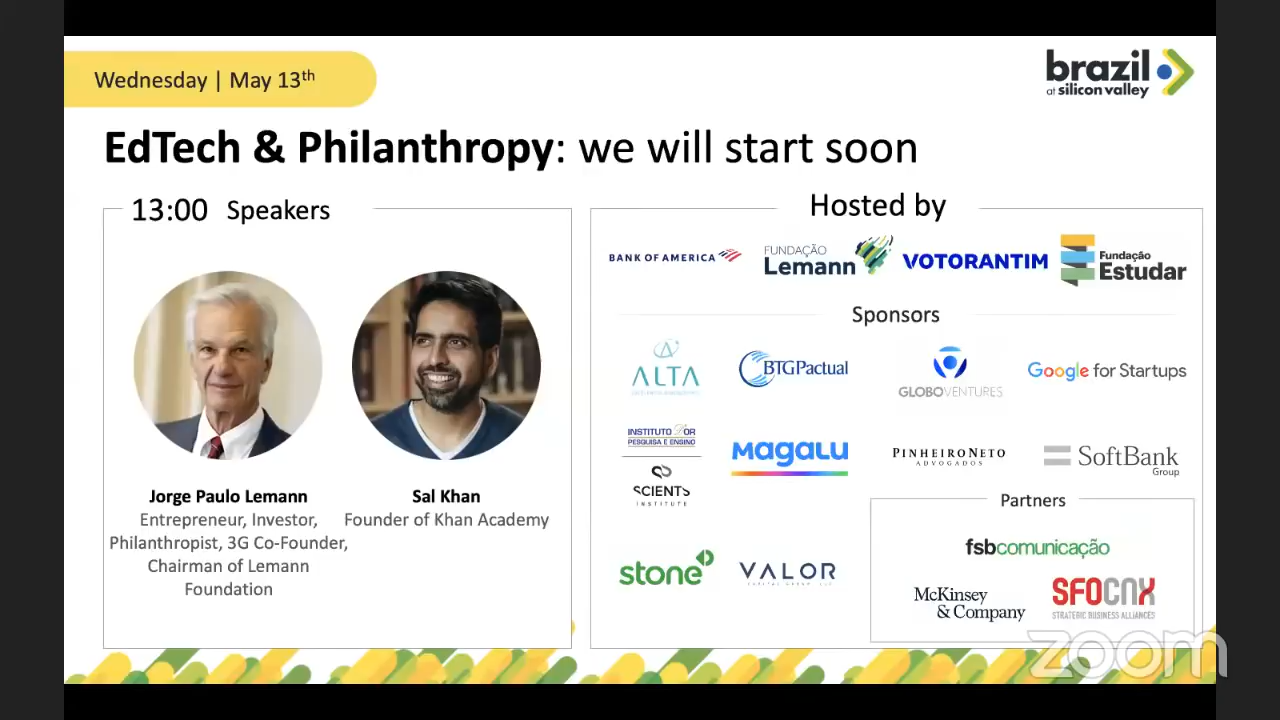 Wednesday | May 13th
brazil
at silicon valley
EdTech & Philanthropy: we will start soon
13:00 Speakers
Jorge Paulo Lemann
Entrepreneur, Investor,
Philanthropist, 3G Co-Founder,
Chairman of Lemann
Foundation
Sal Khan
Founder of Khan Academy
Hosted by
BANK OF AMERICA
FUNDAÇÃO
Lemann
VOTORANTIM
Fundação
Estudar
Sponsors
ALTA
BTGPactual
GLOBOVENTURES
Google for Startups
INSTITUTO D'OR
PESQUISA E ENSINO
SCIENTS
INSTITUTE
MAGALU
PINHEIRONETO
ADVOGADOS
SoftBank
Group
stone
VALOR
Partners
fsbcomunicação
McKinsey
& Company
SFOCNX
STRATEGIC BUSINESS ALLIANCES
zoom